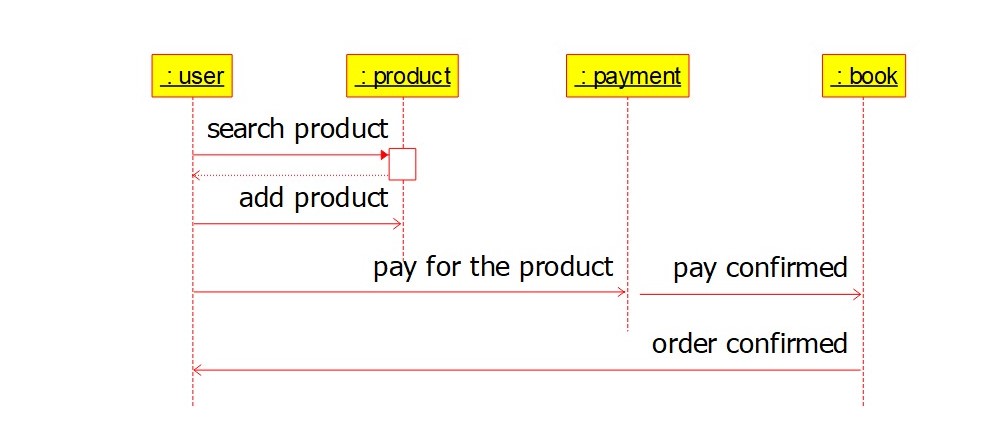 : user
: product
: payment
: book
search product
add product
pay for the product
pay confirmed
order confirmed